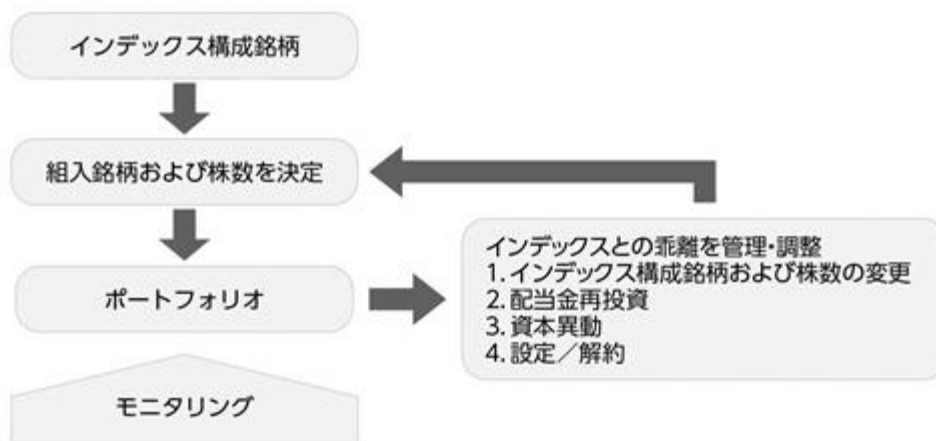 インデックス構成銘柄
組入銘柄および株数を決定
ポートフォリオ
インデックスとの乖離を管理・調整
1. インデックス構成銘柄および株数の変更
2. 配当金再投資
3. 資本異動
4. 設定／解約
モニタリング